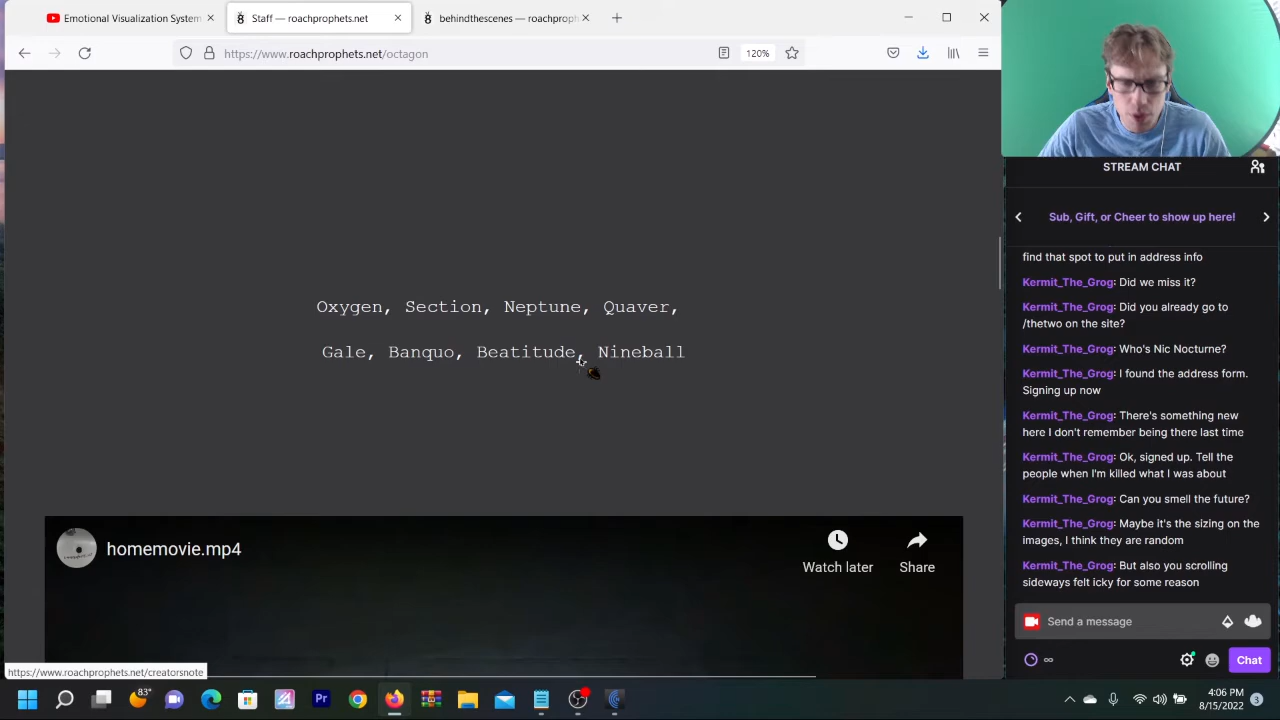 Emotional Visualization System
Staff — roachprophets.net
behindthescenes — roachproph
https://www.roachprophets.net/octagon
120%
Oxygen, Section, Neptune, Quaver,
Gale, Banquo, Beatitude, Nineball
homemovie.mp4
Watch later
Share
https://www.roachprophets.net/creatorsnote
STREAM CHAT
Sub, Gift, or Cheer to show up here!
find that spot to put in address info
Kermit_The_Grog: Did we miss it?
Kermit_The_Grog: Did you already go to
/thetwo on the site?
Kermit_The_Grog: Who's Nic Nocturne?
Kermit_The_Grog: I found the address form.
Signing up now
Kermit_The_Grog: There's something new
here I don't remember being there last time
Kermit_The_Grog: Ok, signed up. Tell the
people when I'm killed what I was about
Kermit_The_Grog: Can you smell the future?
Kermit_The_Grog: Maybe it's the sizing on the
images, I think they are random
Kermit_The_Grog: But also you scrolling
sideways felt icky for some reason
Send a message
Chat
83°
Pr
4:06 PM
8/15/2022
3